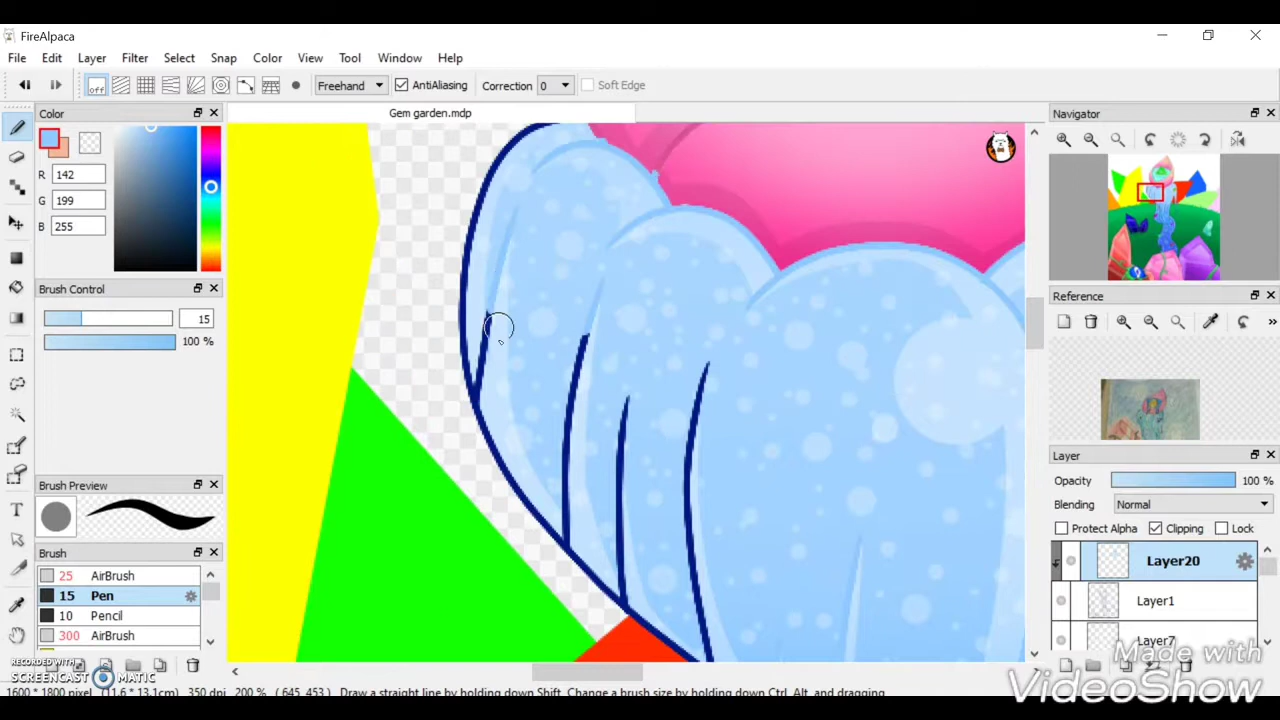 FireAlpaca
File Edit Layer Filter Select Snap Color View Tool Window Help
off Freehand AntiAliasing Correction 0 Soft Edge
Color
Gem garden.mdp
Navigator
R 142
G 199
B 255
Brush Control
15
100 %
Reference
Layer
Opacity 100 %
Blending Normal
Protect Alpha Clipping Lock
Brush Preview
Brush
25 AirBrush
15 Pen
10 Pencil
300 AirBrush
Layer20
Layer1
Layer7
T
RECORDED WITH
SCREENCAST MATIC
Made with
VideoShow
1600 * 1800 pixel (11.6 * 13.1cm) 350 dpi 200 % (645, 453) Draw a straight line by holding down Shift, Change a brush size by holding down Ctrl, Alt, and dragging